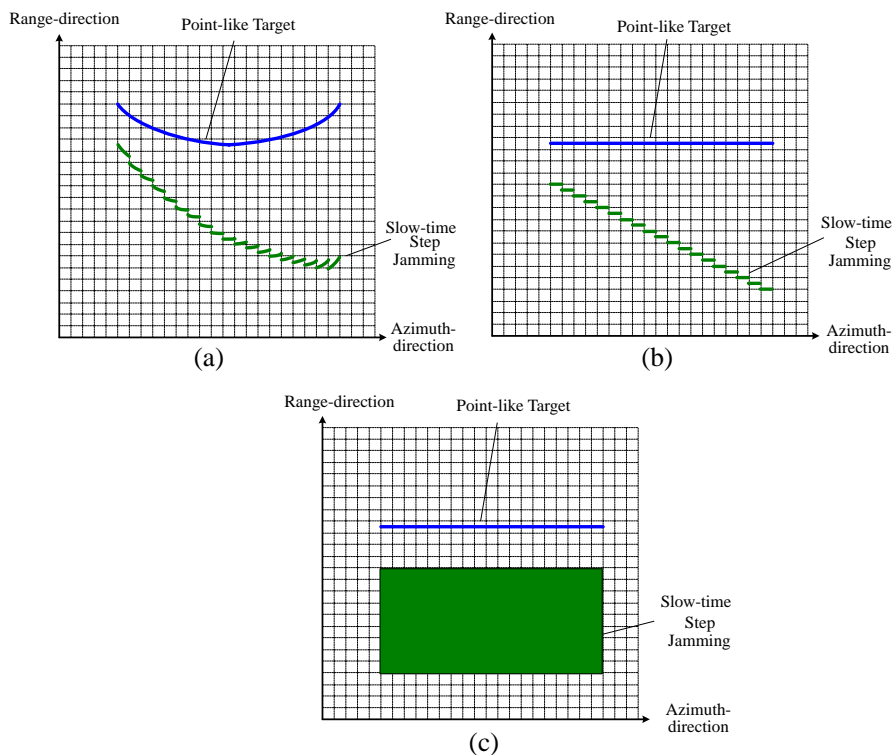 Range-direction
Point-like Target
Slow-time
Step
Jamming
Azimuth-
direction
(a)
Range-direction
Point-like Target
Slow-time
Step
Jamming
Azimuth-
direction
(b)
Range-direction
Point-like Target
Slow-time
Step
Jamming
Azimuth-
direction
(c)